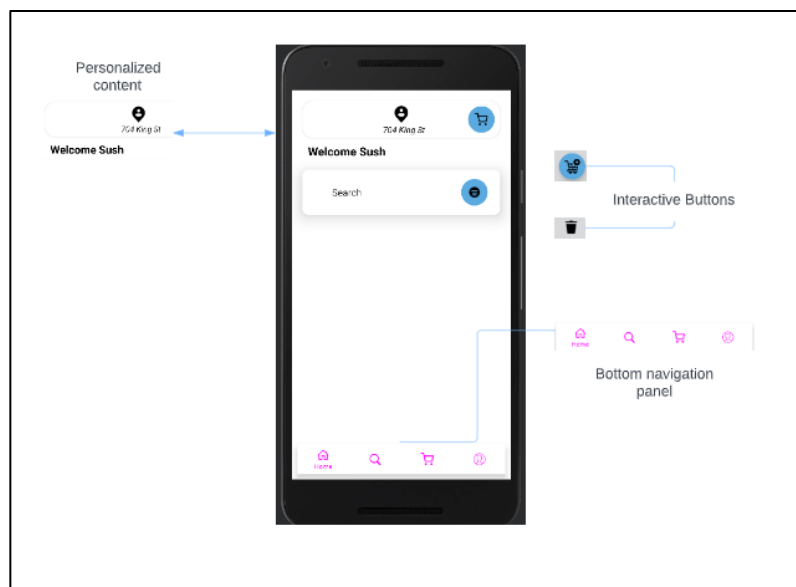 Personalized
content
704 King St
Welcome Sush
704 King St
Welcome Sush
Search
Home
Interactive Buttons
Home
Bottom navigation
panel